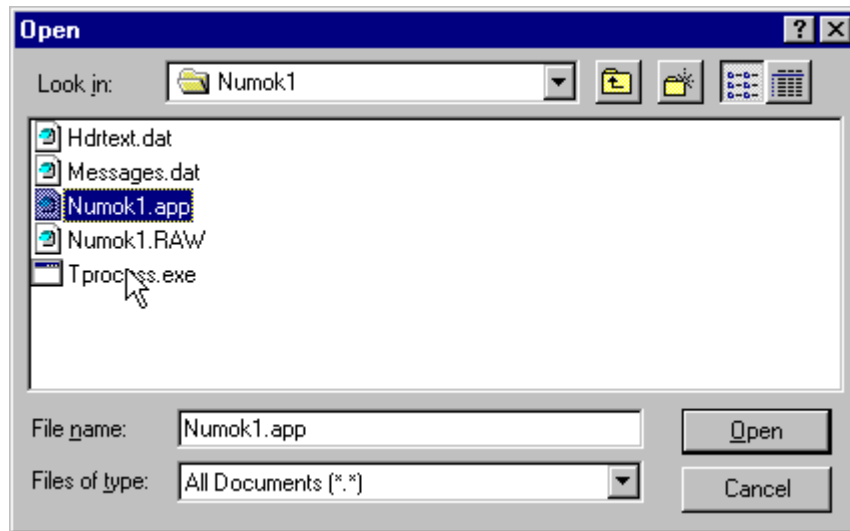 Open
Look in: Numok1
Hdrtext.dat
Messages.dat
Numok1.app
Numok1.RAW
Tprocess.exe
File name: Numok1.app Open
Files of type: All Documents (*.*) Cancel